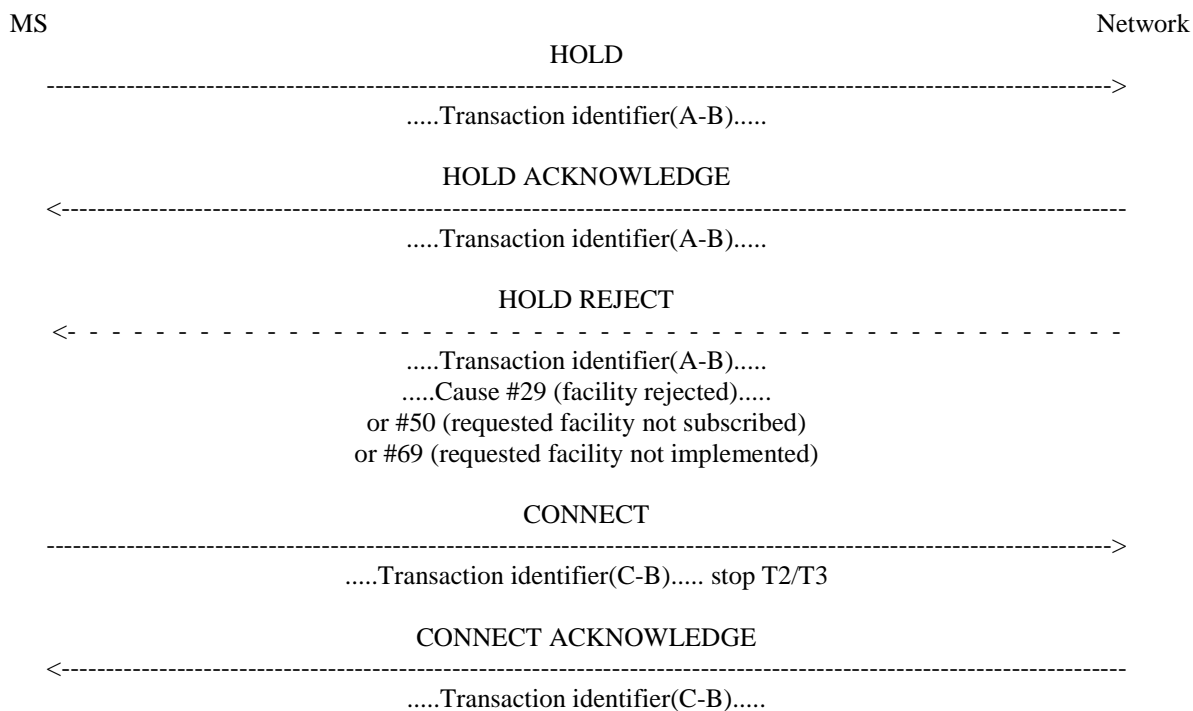 MS Network
HOLD
------------------------------------------------------------------------------------------------------------------------>
.....Transaction identifier(A-B).....
HOLD ACKNOWLEDGE
<------------------------------------------------------------------------------------------------------------------------
.....Transaction identifier(A-B).....
HOLD REJECT
<- - - - - - - - - - - - - - - - - - - - - - - - - - - - - - - - - - - - - - - - - - - - - - -
.....Transaction identifier(A-B).....
.....Cause #29 (facility rejected).....
or #50 (requested facility not subscribed)
or #69 (requested facility not implemented)
CONNECT
------------------------------------------------------------------------------------------------------------------------>
.....Transaction identifier(C-B)..... stop T2/T3
CONNECT ACKNOWLEDGE
<------------------------------------------------------------------------------------------------------------------------
.....Transaction identifier(C-B).....